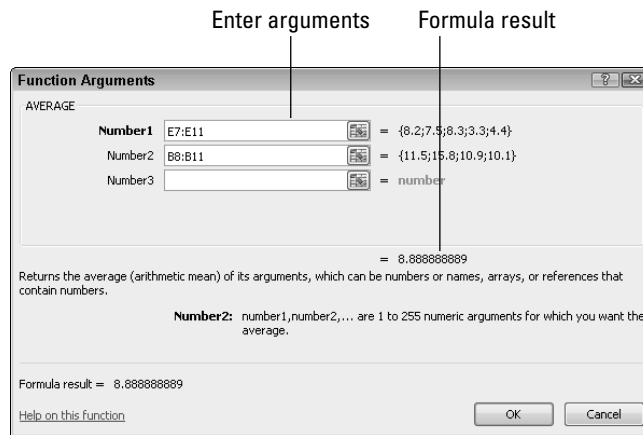 Enter arguments Formula result
Function Arguments
AVERAGE
Number1 E7:E11 = {8.2;7.5;8.3;3.3;4.4}
Number2 B8:B11 = {11.5;15.8;10.9;10.1}
Number3 = number
= 8.888888889
Returns the average (arithmetic mean) of its arguments, which can be numbers or names, arrays, or references that
contain numbers.
Number2: number1,number2,... are 1 to 255 numeric arguments for which you want the
average.
Formula result = 8.888888889
Help on this function OK Cancel